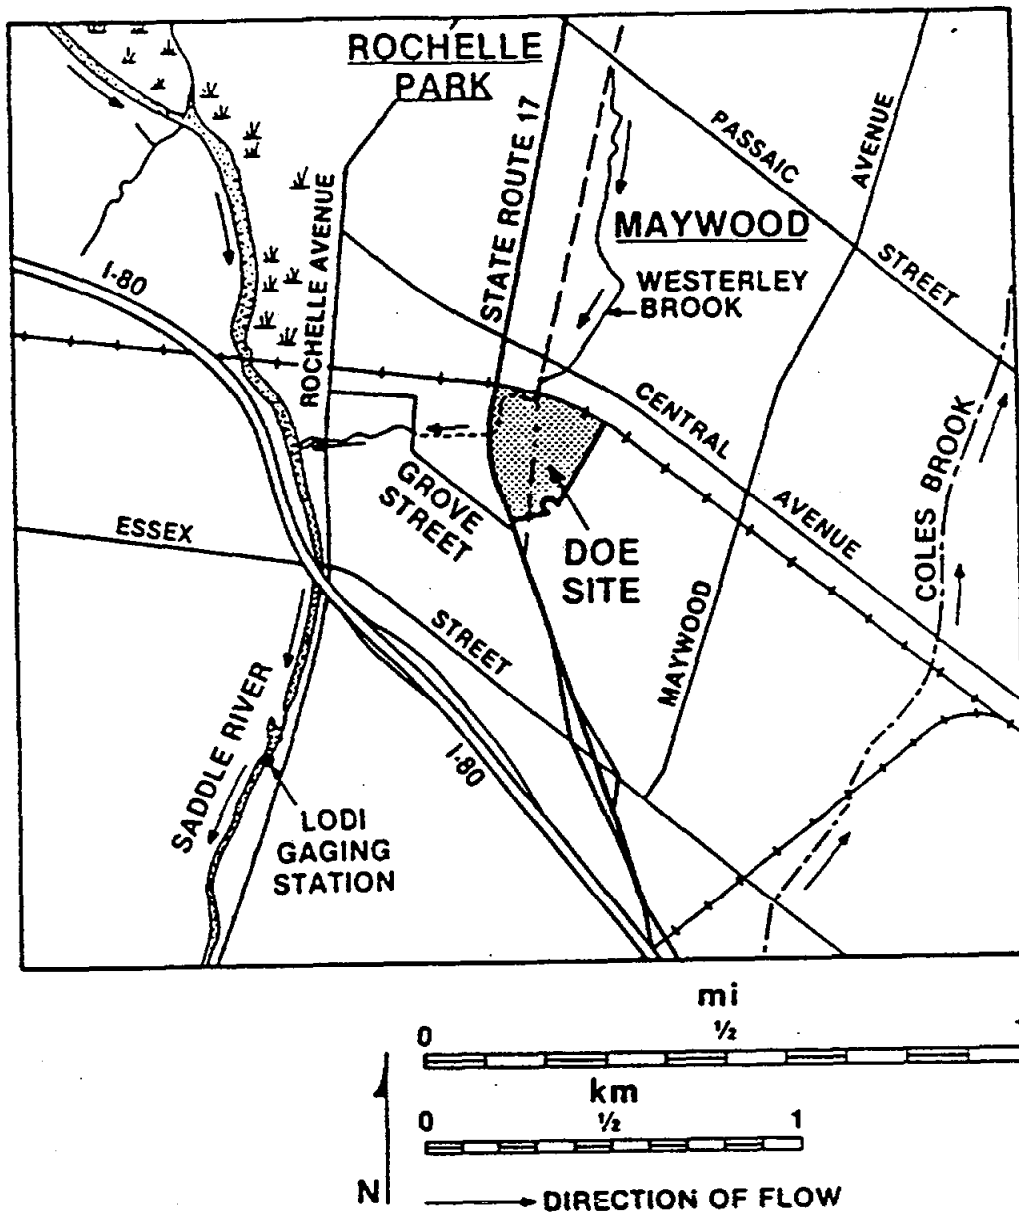 ROCHELLE
PARK
STATE ROUTE 17
PASSAIC
STREET
AVENUE
MAYWOOD
MAYWOOD
WESTERLEY
BROOK
I-80
ROCHELLE AVENUE
CENTRAL
AVENUE
COLES BROOK
GROVE
STREET
ESSEX
STREET
DOE
SITE
SADDLE RIVER
I-80
LODI
GAGING
STATION
mi
0 ½ 1
km
0 ½ 1
N
DIRECTION OF FLOW